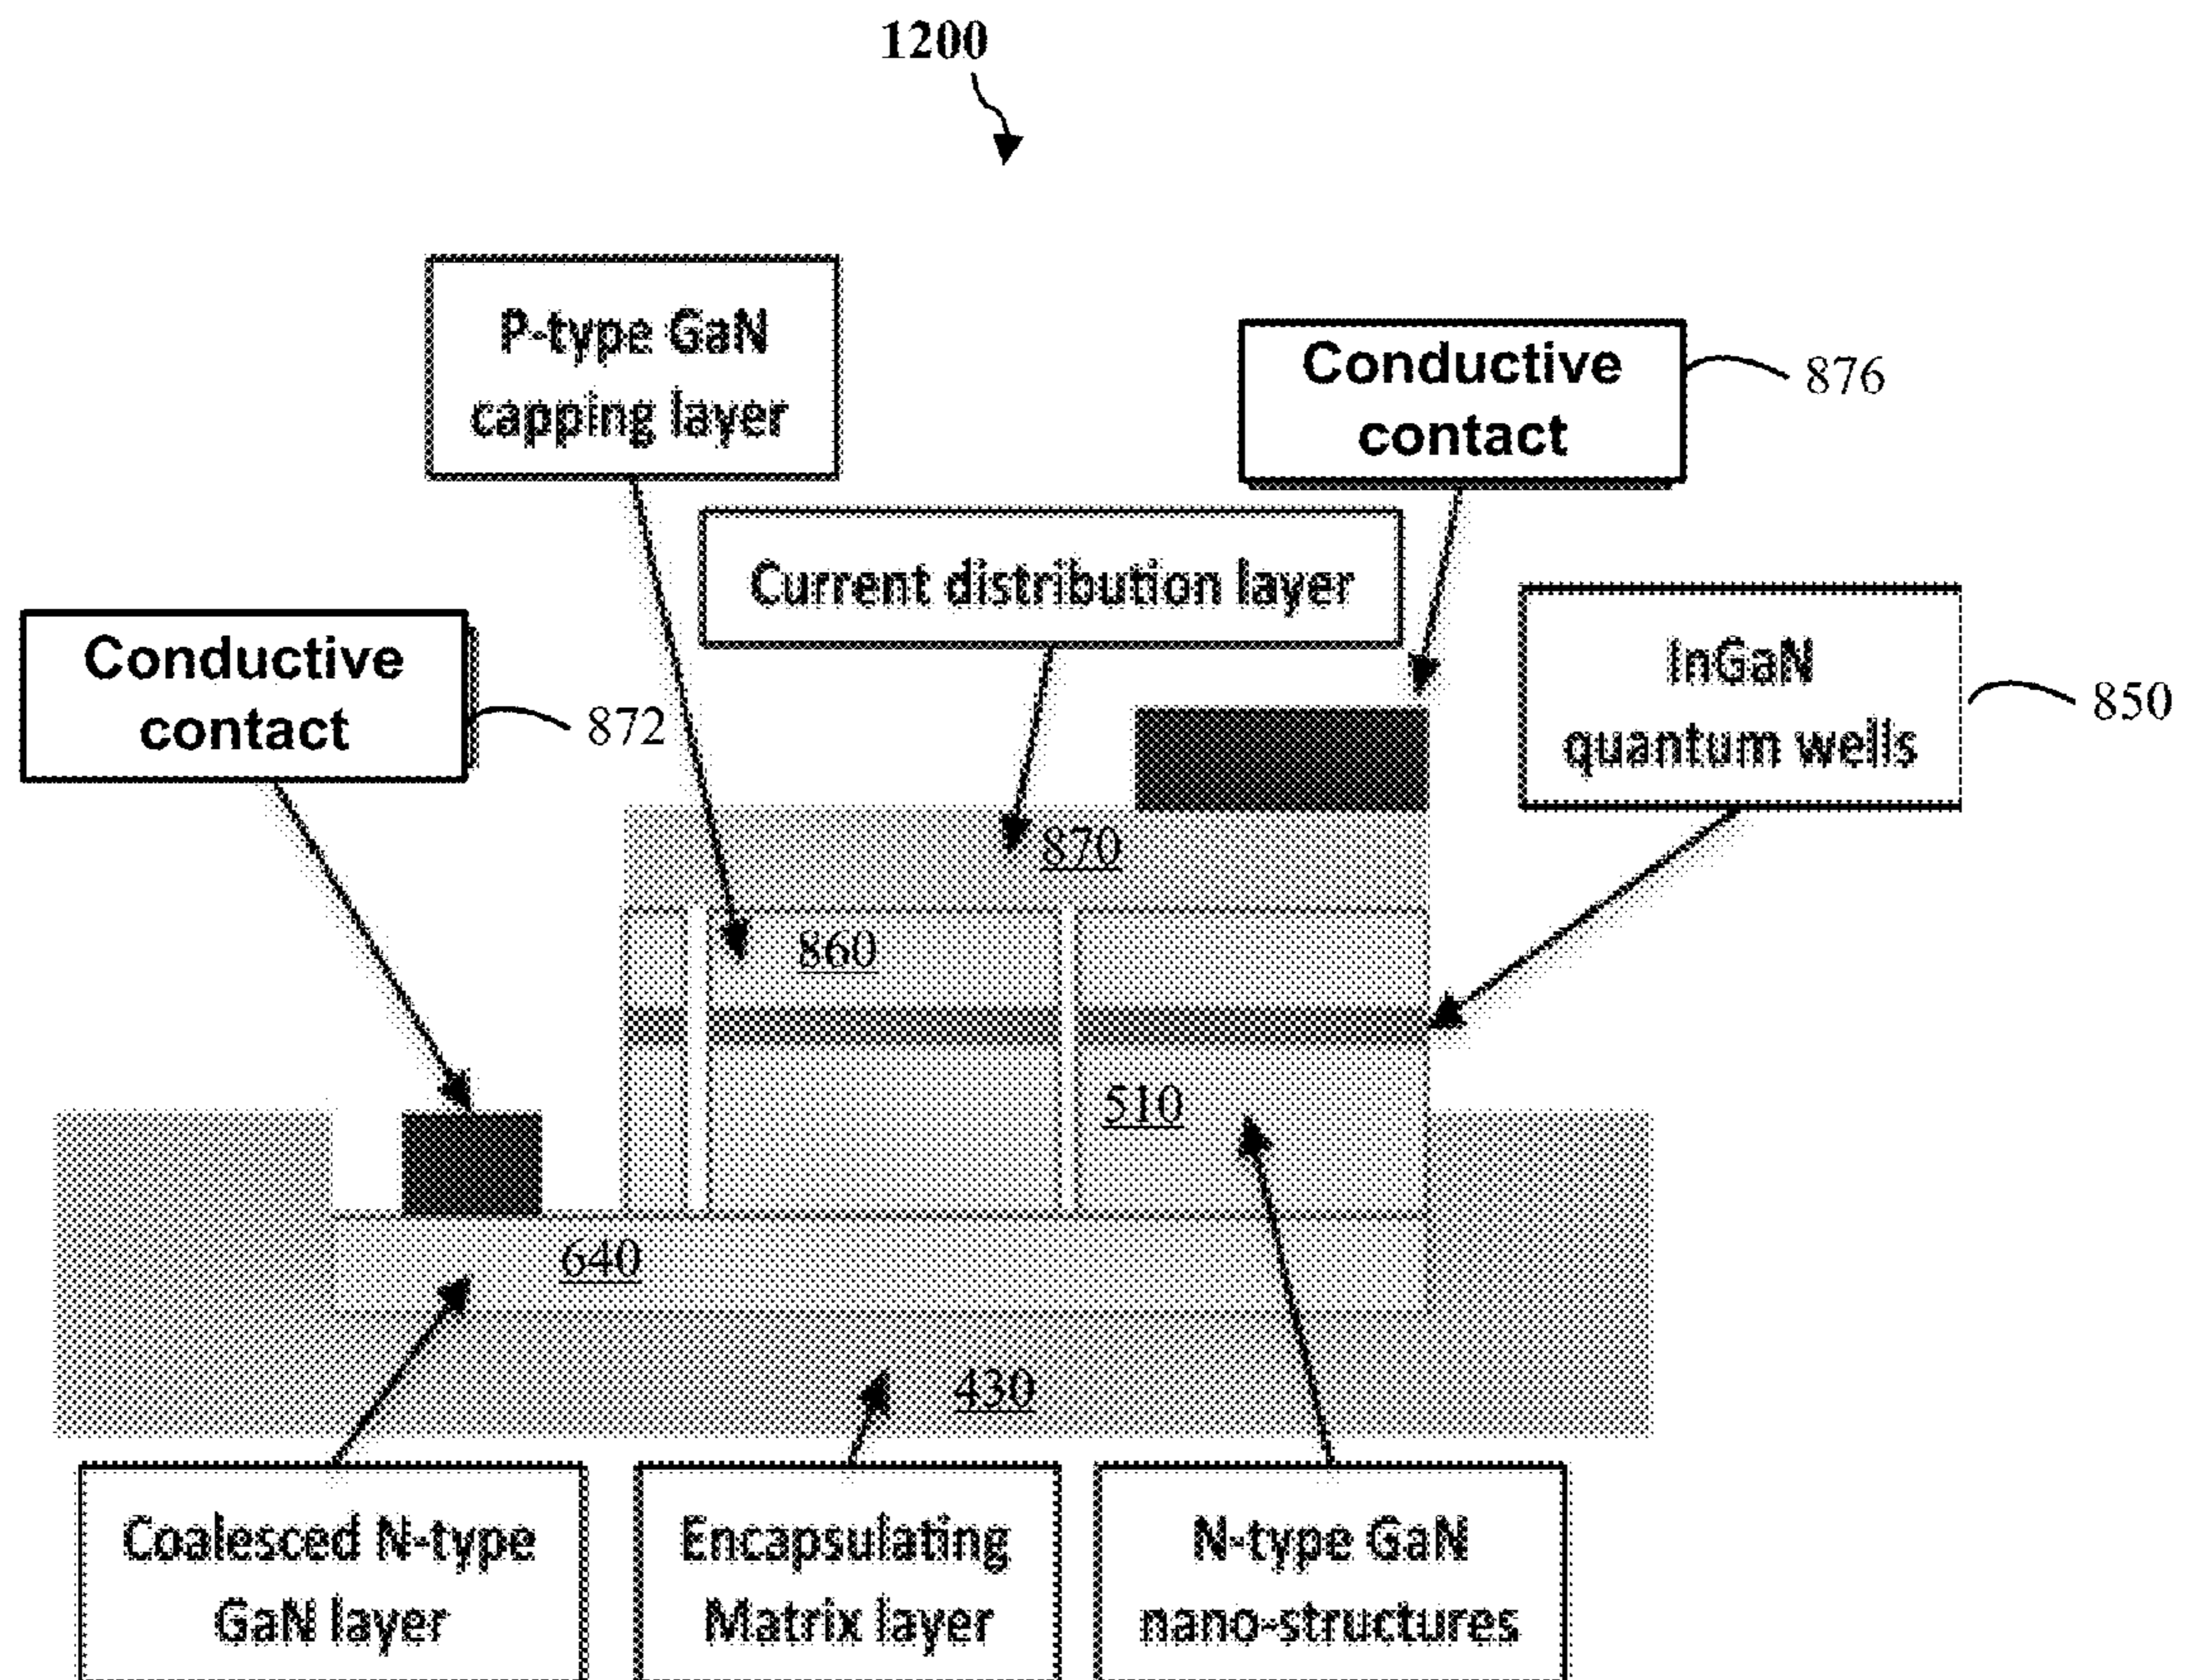 1200
P-type GaN
capping layer
Conductive
contact
876
Current distribution layer
Conductive
contact
872
InGaN
quantum wells
850
870
860
510
640
430
Coalesced N-type
GaN layer
Encapsulating
Matrix layer
N-type GaN
nano-structures